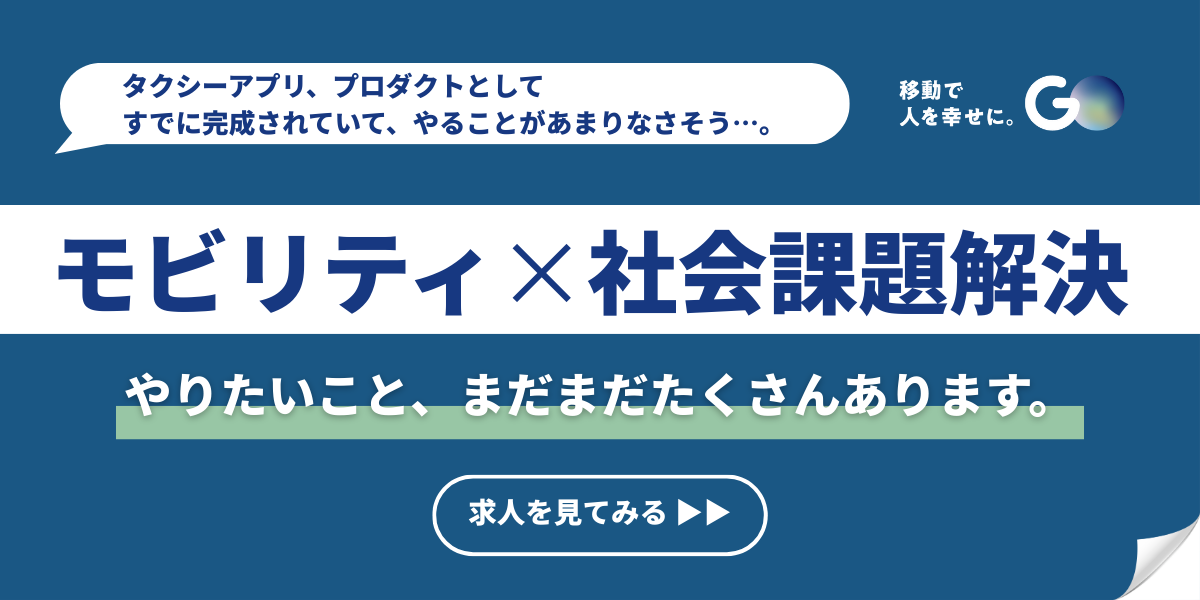 タクシーアプリ、プロダクトとして
すでに完成されていて、やることがあまりなさそう…。
移動で
人を幸せに。
GO
モビリティ×社会課題解決
やりたいこと、まだまだたくさんあります。
求人を見てみる ▶▶